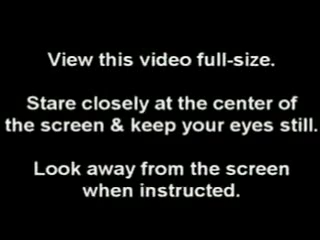 View this video full-size.
Stare closely at the center of
the screen & keep your eyes still.
Look away from the screen
when instructed.